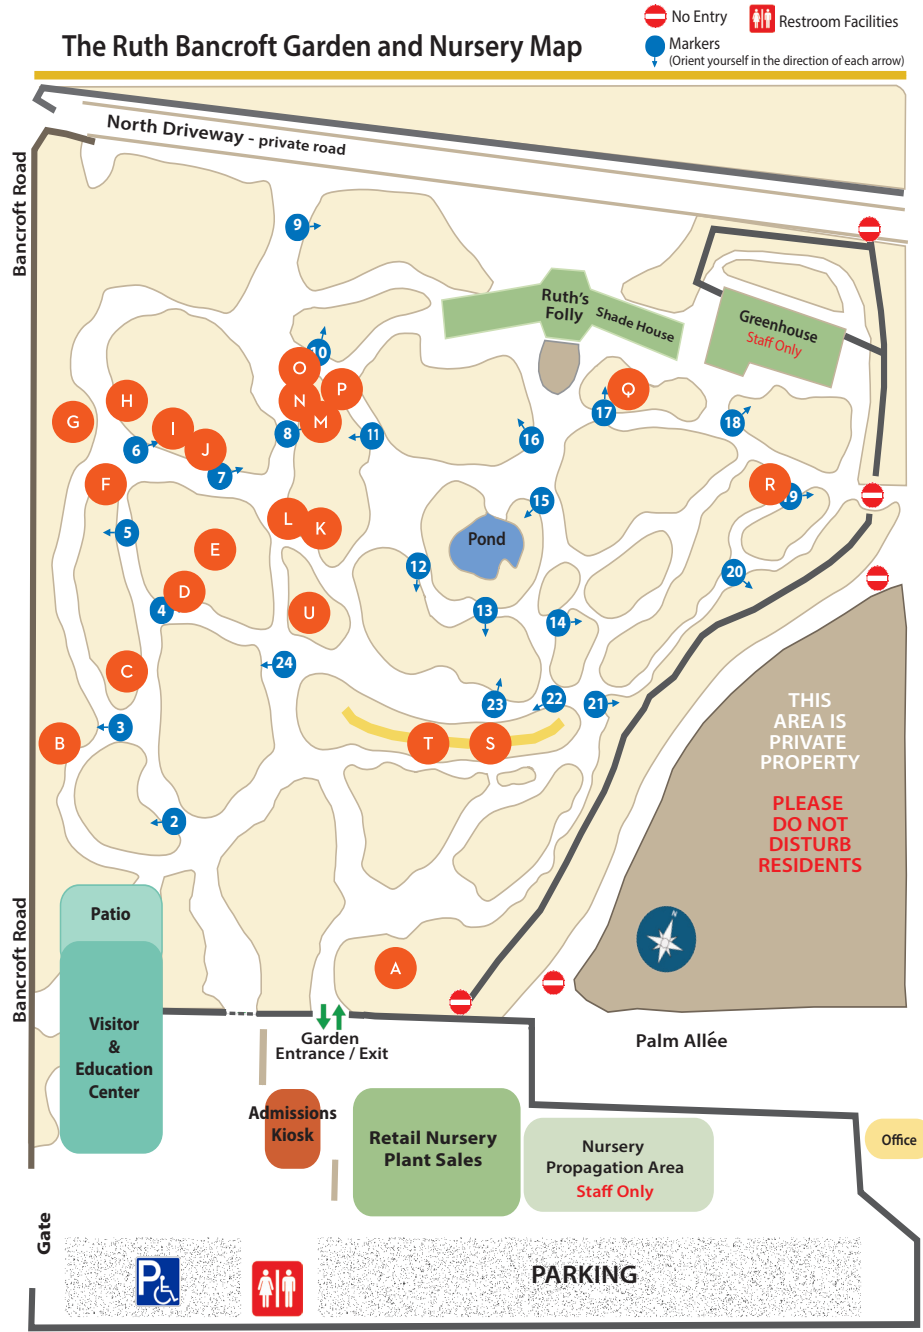 The Ruth Bancroft Garden and Nursery Map
No Entry
Restroom Facilities
Markers
(Orient yourself in the direction of each arrow)
North Driveway - private road
Bancroft Road
9
Ruth's
Folly
Shade House
Greenhouse
Staff Only
10
O
P
N
M
Q
H
G
I
J
6
7
8
11
16
17
18
F
R
19
15
L
K
5
E
Pond
12
20
D
4
U
13
14
C
24
23
22
21
B
3
T
S
2
THIS
AREA IS
PRIVATE
PROPERTY
PLEASE
DO NOT
DISTURB
RESIDENTS
N
Bancroft Road
Patio
A
Visitor
&
Education
Center
Garden
Entrance / Exit
Palm Allée
Admissions
Kiosk
Retail Nursery
Plant Sales
Nursery
Propagation Area
Staff Only
Office
Gate
P
PARKING